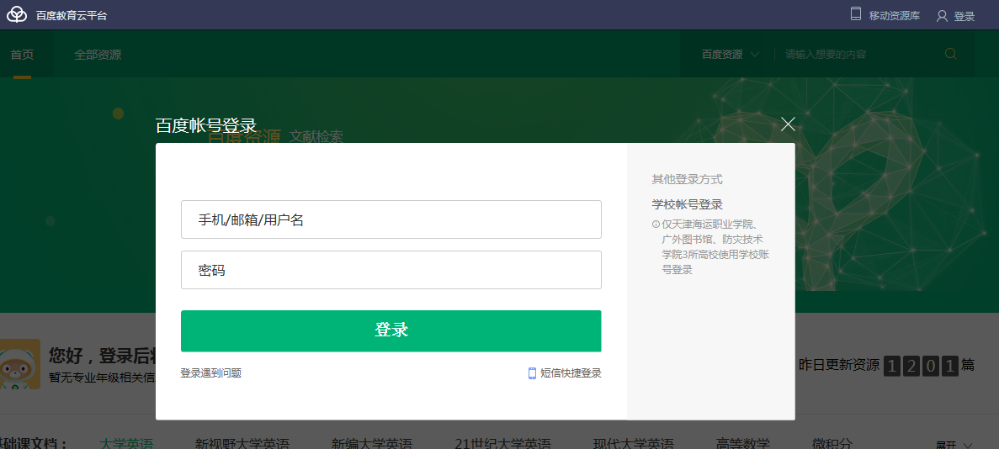 百度教育云平台
移动资源库
登录
首页
全部资源
百度资源
请输入想要的内容
百度帐号登录
百度资源
文献检索
手机/邮箱/用户名
密码
登录
登录遇到问题
短信快捷登录
其他登录方式
学校帐号登录
仅天津海运职业学院、
广外图书馆、防灾技术
学院3所高校使用学校账
号登录
您好，登录后
暂无专业年级相关信
昨日更新资源 1 2 0 1 篇
基础课文档：
大学英语
新视野大学英语
新编大学英语
21世纪大学英语
现代大学英语
高等数学
微积分
展开